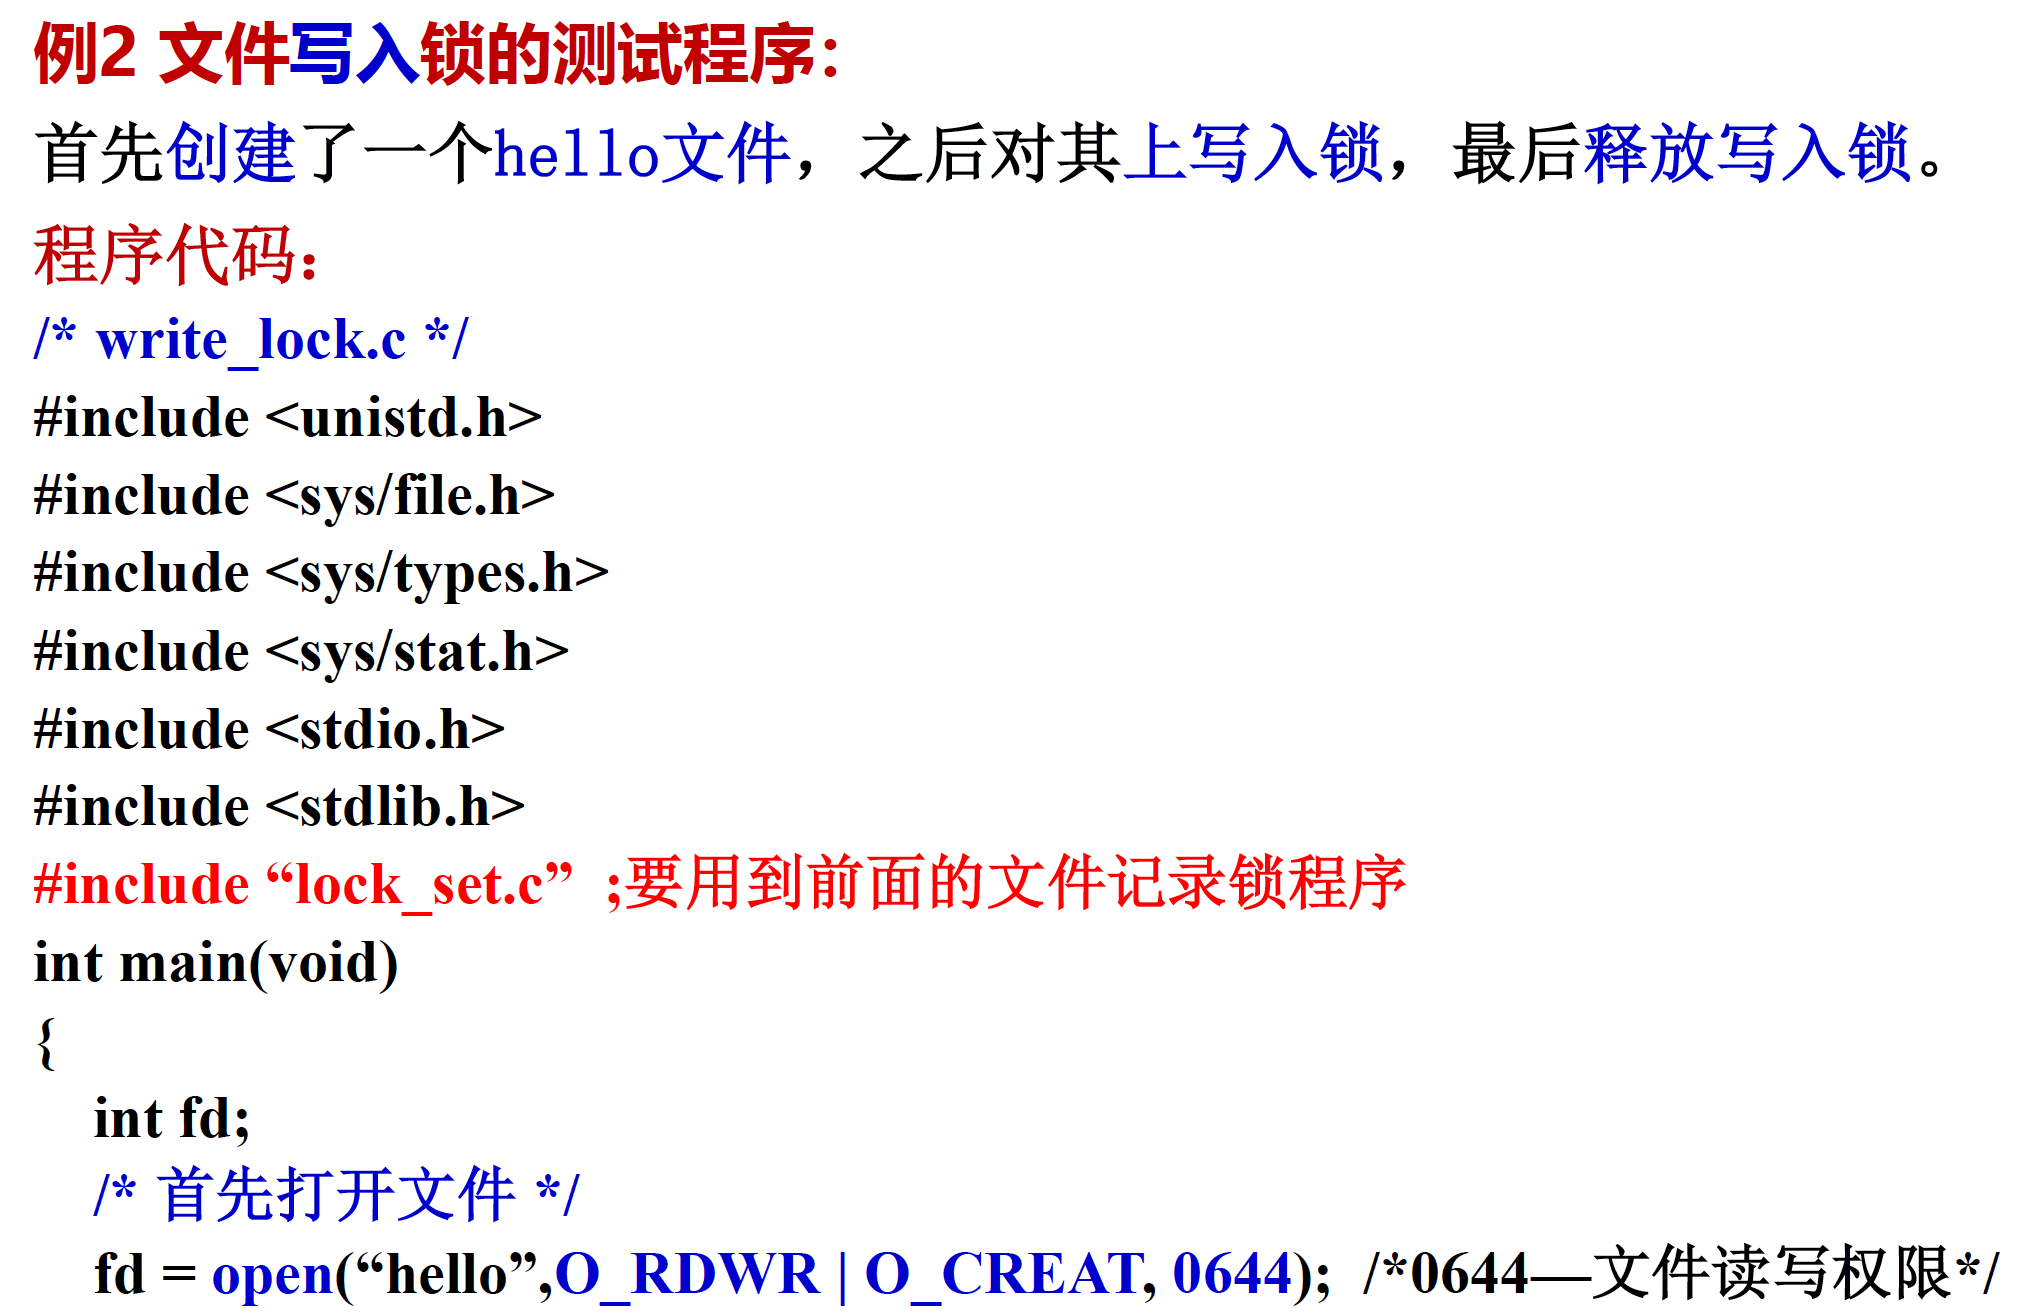 例2 文件写入锁的测试程序：
首先创建了一个hello文件，之后对其上写入锁，最后释放写入锁。
程序代码：
/* write_lock.c */
#include <unistd.h>
#include <sys/file.h>
#include <sys/types.h>
#include <sys/stat.h>
#include <stdio.h>
#include <stdlib.h>
#include “lock_set.c” ;要用到前面的文件记录锁程序
int main(void)
{
int fd;
/* 首先打开文件 */
fd = open(“hello”,O_RDWR | O_CREAT, 0644); /*0644—文件读写权限*/